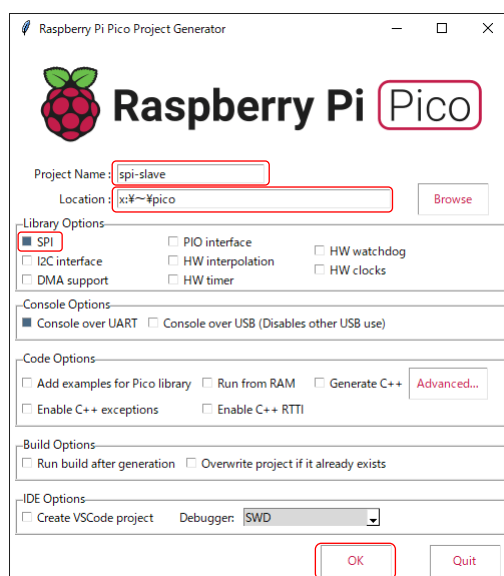 Raspberry Pi Pico Project Generator
Raspberry Pi Pico
Project Name : spi-slave
Location : x:¥～¥pico Browse
Library Options
SPI PIO interface HW watchdog
I2C interface HW interpolation HW clocks
DMA support HW timer
Console Options
Console over UART Console over USB (Disables other USB use)
Code Options
Add examples for Pico library Run from RAM Generate C++ Advanced...
Enable C++ exceptions Enable C++ RTTI
Build Options
Run build after generation Overwrite project if it already exists
IDE Options
Create VSCode project Debugger: SWD
OK Quit